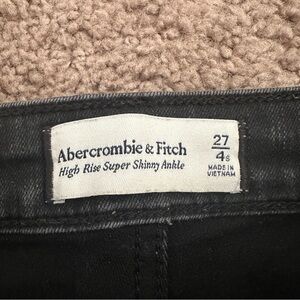 Abercrombie & Fitch
High Rise Super Skinny Ankle
27
4s
MADE IN
VIETNAM